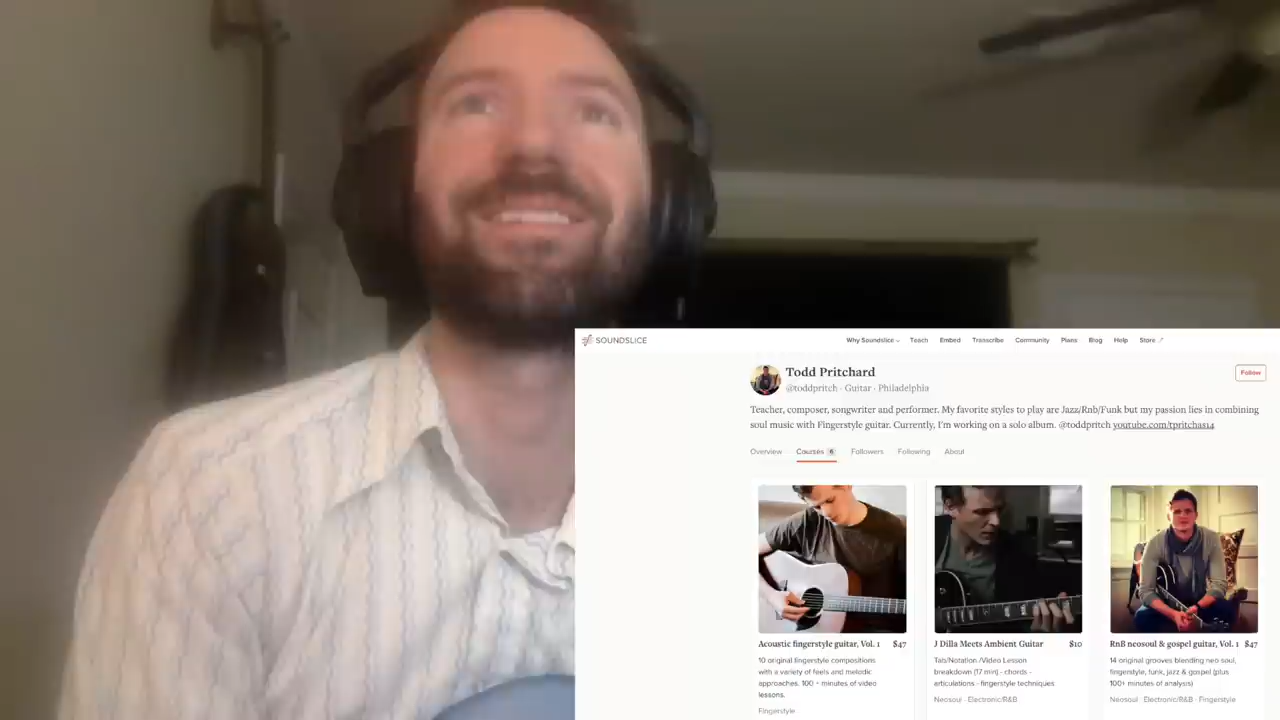 SOUNDSLICE
Why Soundslice Teach Embed Transcribe Community Plans Blog Help Store
Todd Pritchard
@toddpritch · Guitar · Philadelphia
Follow
Teacher, composer, songwriter and performer. My favorite styles to play are Jazz/Rnb/Funk but my passion lies in combining
soul music with Fingerstyle guitar. Currently, I'm working on a solo album. @toddpritch youtube.com/tpritchas14
Overview Courses 6 Followers Following About
Acoustic fingerstyle guitar, Vol. 1 $47
10 original fingerstyle compositions
with a variety of feels and melodic
approaches. 100 + minutes of video
lessons.
Fingerstyle
J Dilla Meets Ambient Guitar $10
Tab/Notation /Video Lesson
breakdown (17 min) - chords -
articulations - fingerstyle techniques
Neosoul · Electronic/R&B
RnB neosoul & gospel guitar, Vol. 1 $47
14 original grooves blending neo soul,
fingerstyle, funk, jazz & gospel (plus
100+ minutes of analysis)
Neosoul · Electronic/R&B · Fingerstyle